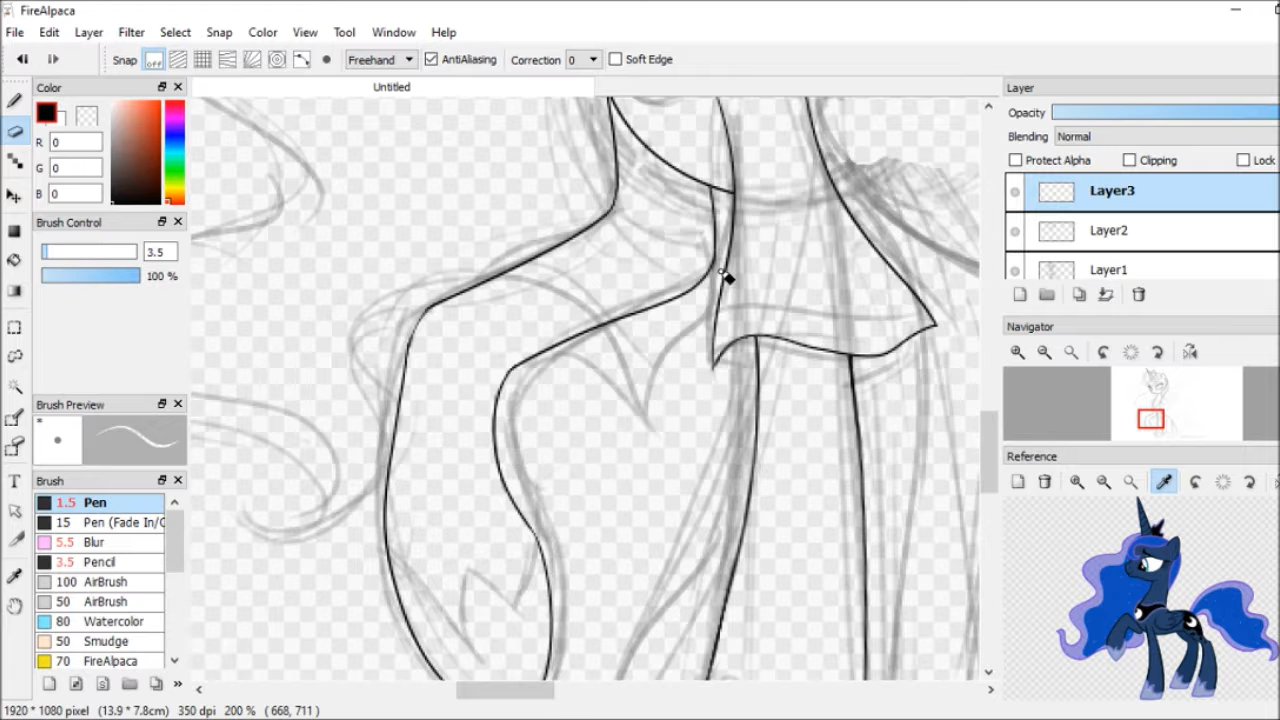 FireAlpaca
File Edit Layer Filter Select Snap Color View Tool Window Help
Snap off Freehand AntiAliasing Correction 0 Soft Edge
Color
Untitled
Layer
R 0
G 0
B 0
Opacity
Blending Normal
Protect Alpha Clipping Lock
Layer3
Layer2
Layer1
Brush Control
3.5
100 %
Navigator
Brush Preview
*
Reference
Brush
1.5 Pen
15 Pen (Fade In/O
5.5 Blur
3.5 Pencil
100 AirBrush
50 AirBrush
80 Watercolor
50 Smudge
70 FireAlpaca
T
1920 * 1080 pixel (13.9 * 7.8cm) 350 dpi 200 % ( 668, 711 )